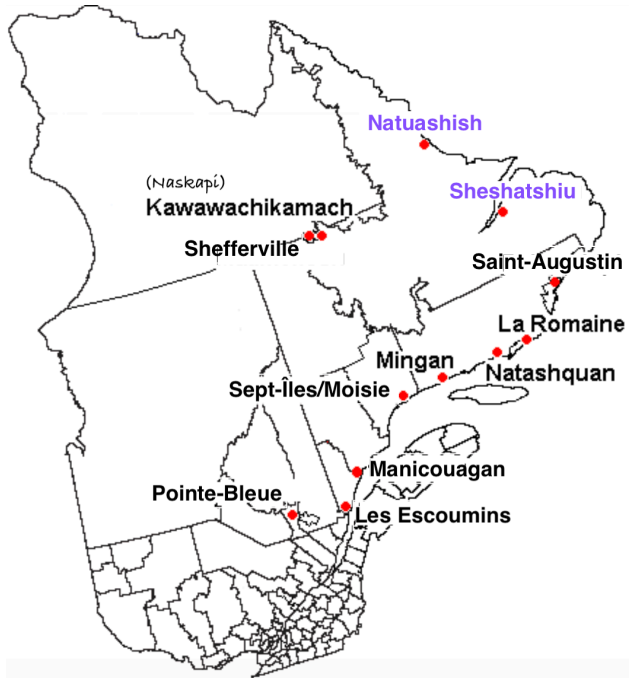 Natuashish
(Naskapi)
Kawawachikamach
Sheshatshiu
Shefferville
Saint-Augustin
La Romaine
Mingan
Natashquan
Sept-Îles/Moisie
Manicouagan
Pointe-Bleue
Les Escoumins